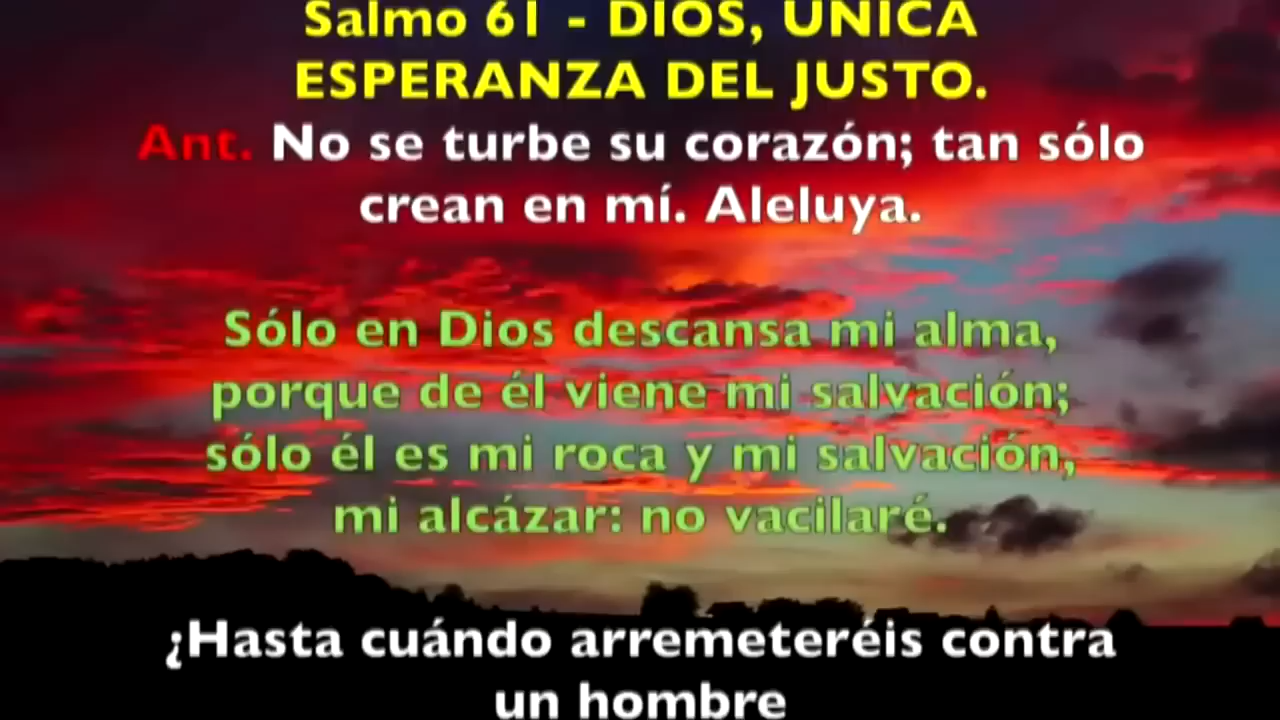 Salmo 61 - DIOS, UNICA
ESPERANZA DEL JUSTO.
Ant. No se turbe su corazón; tan sólo
crean en mí. Aleluya.
Sólo en Dios descansa mi alma,
porque de él viene mi salvación;
sólo él es mi roca y mi salvación,
mi alcázar: no vacilaré.
¿Hasta cuándo arremeteréis contra
un hombre